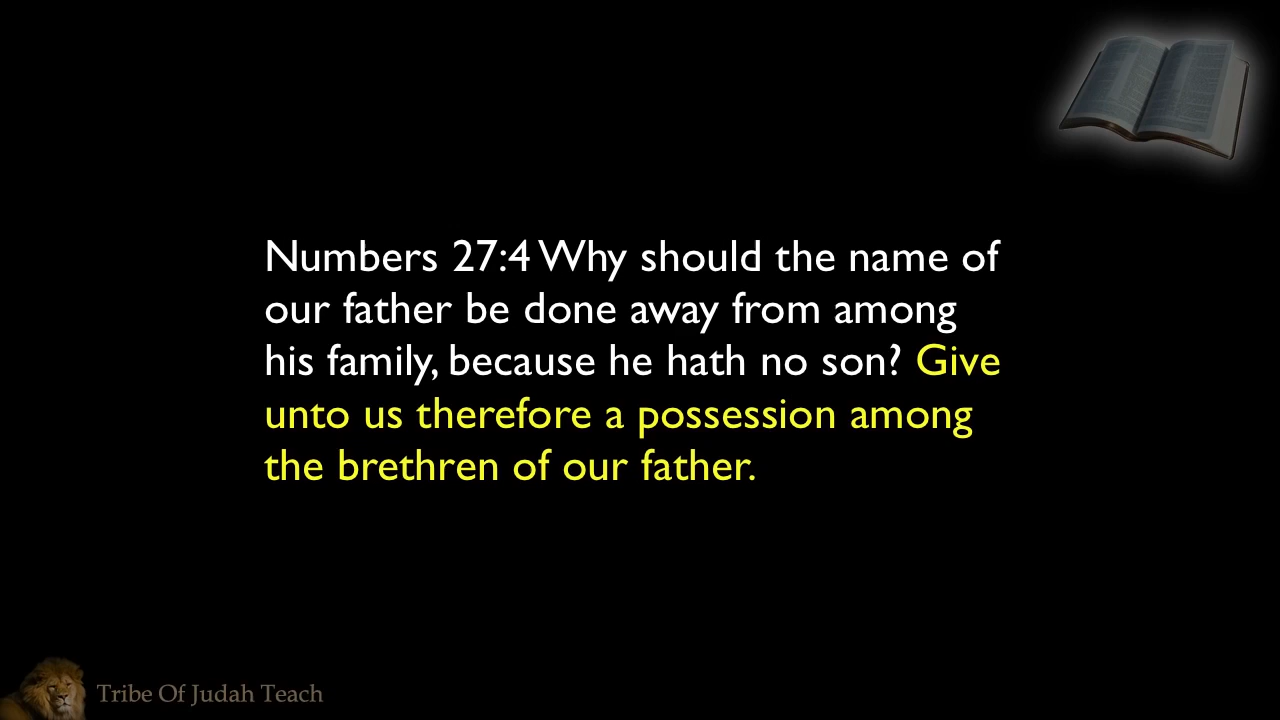 Numbers 27:4 Why should the name of
our father be done away from among
his family, because he hath no son? Give
unto us therefore a possession among
the brethren of our father.
Tribe Of Judah Teach